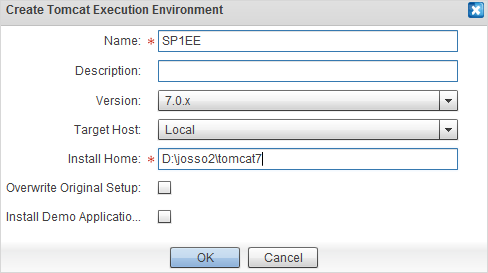 Create Tomcat Execution Environment
Name: * SP1EE
Description:
Version: 7.0.x
Target Host: Local
Install Home: * D:\josso2\tomcat7
Overwrite Original Setup:
Install Demo Applicatio...
OK Cancel